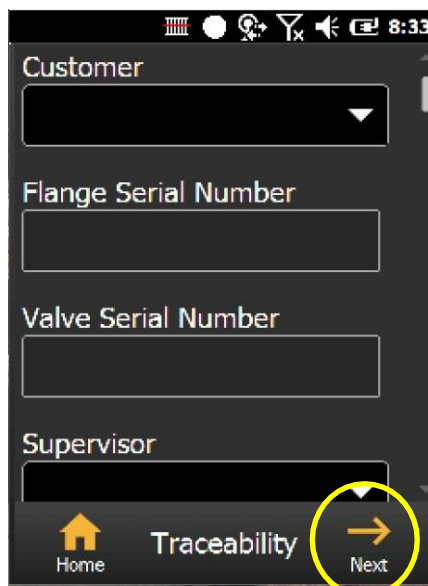 8:33
Customer
Flange Serial Number
Valve Serial Number
Supervisor
Home Traceability Next